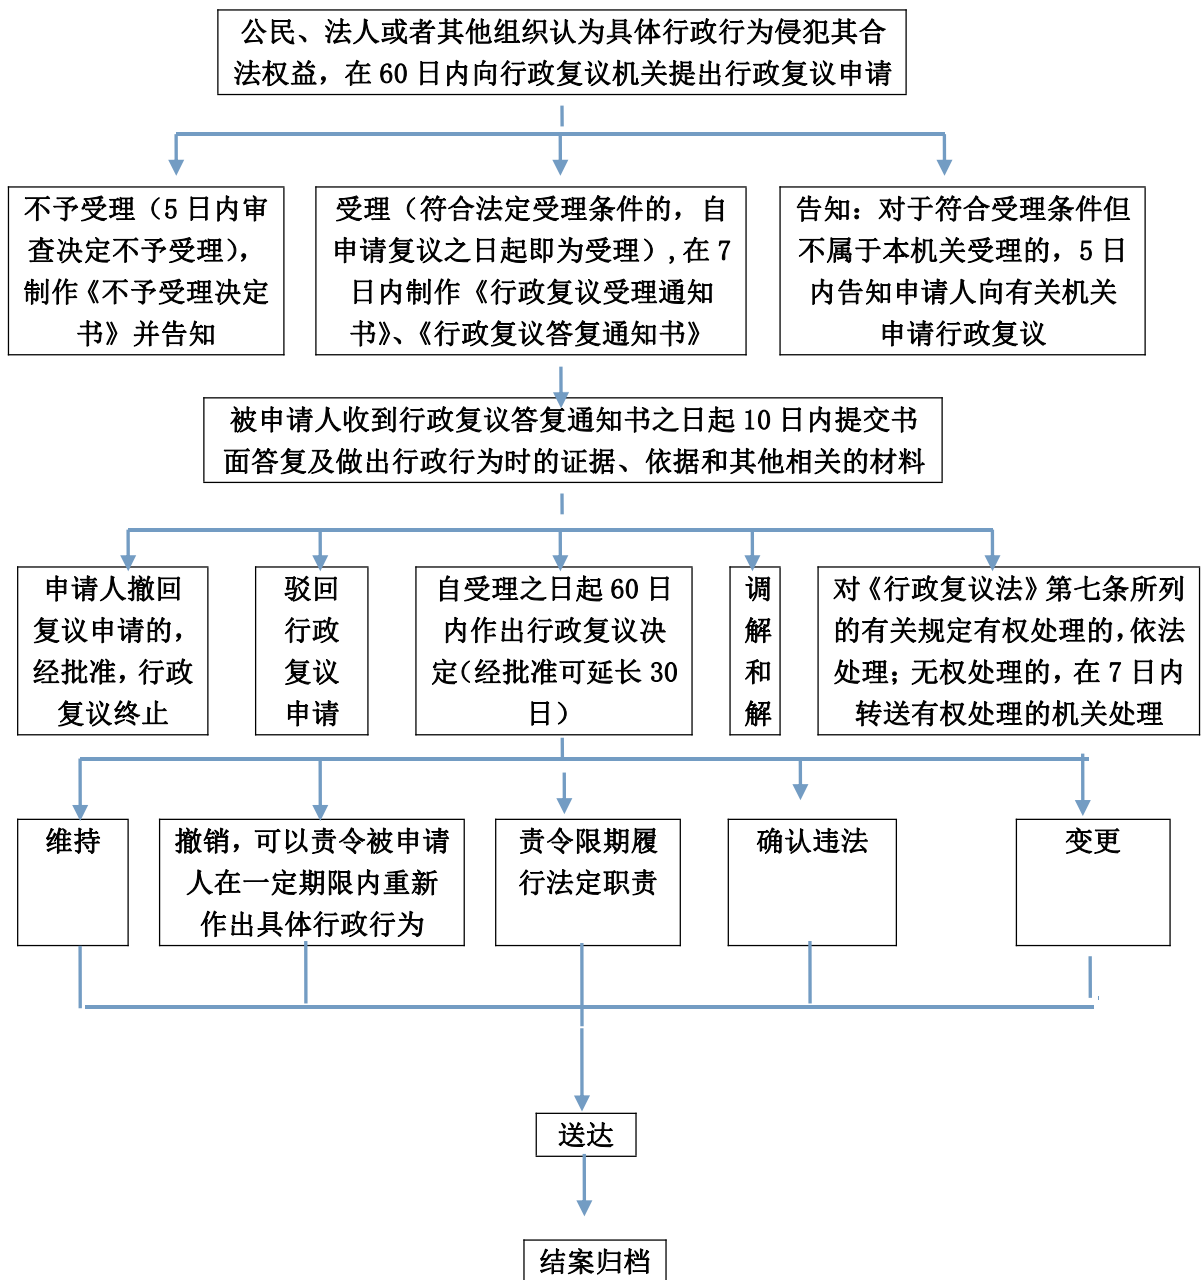 公民、法人或者其他组织认为具体行政行为侵犯其合
法权益，在 60 日内向行政复议机关提出行政复议申请
不予受理（5 日内审
查决定不予受理），
制作《不予受理决定
书》并告知
受理（符合法定受理条件的，自
申请复议之日起即为受理）,在 7
日内制作《行政复议受理通知
书》、《行政复议答复通知书》
告知：对于符合受理条件但
不属于本机关受理的，5 日
内告知申请人向有关机关
申请行政复议
被申请人收到行政复议答复通知书之日起 10 日内提交书
面答复及做出行政行为时的证据、依据和其他相关的材料
申请人撤回
复议申请的，
经批准，行政
复议终止
驳回
行政
复议
申请
自受理之日起 60 日
内作出行政复议决
定（经批准可延长 30
日）
调
解
和
解
对《行政复议法》第七条所列
的有关规定有权处理的，依法
处理；无权处理的，在 7 日内
转送有权处理的机关处理
维持
撤销，可以责令被申请
人在一定期限内重新
作出具体行政行为
责令限期履
行法定职责
确认违法
变更
送达
结案归档